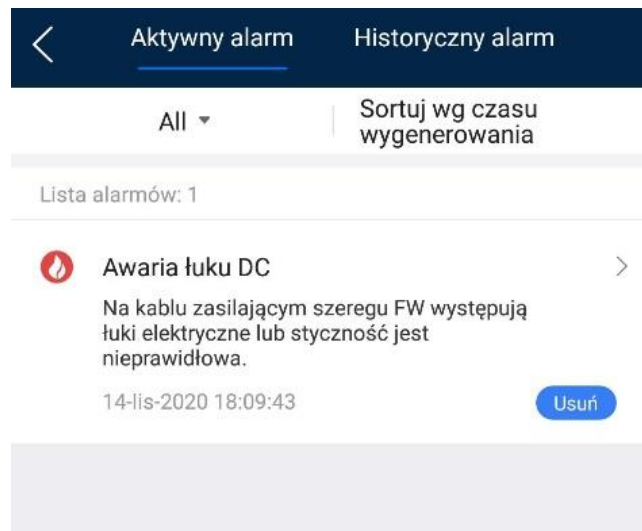 Aktywny alarm Historyczny alarm
All Sortuj wg czasu
wygenerowania
Lista alarmów: 1
Awaria łuku DC
Na kablu zasilającym szeregu FW występują
łuki elektryczne lub styczność jest
nieprawidłowa.
14-lis-2020 18:09:43 Usuń